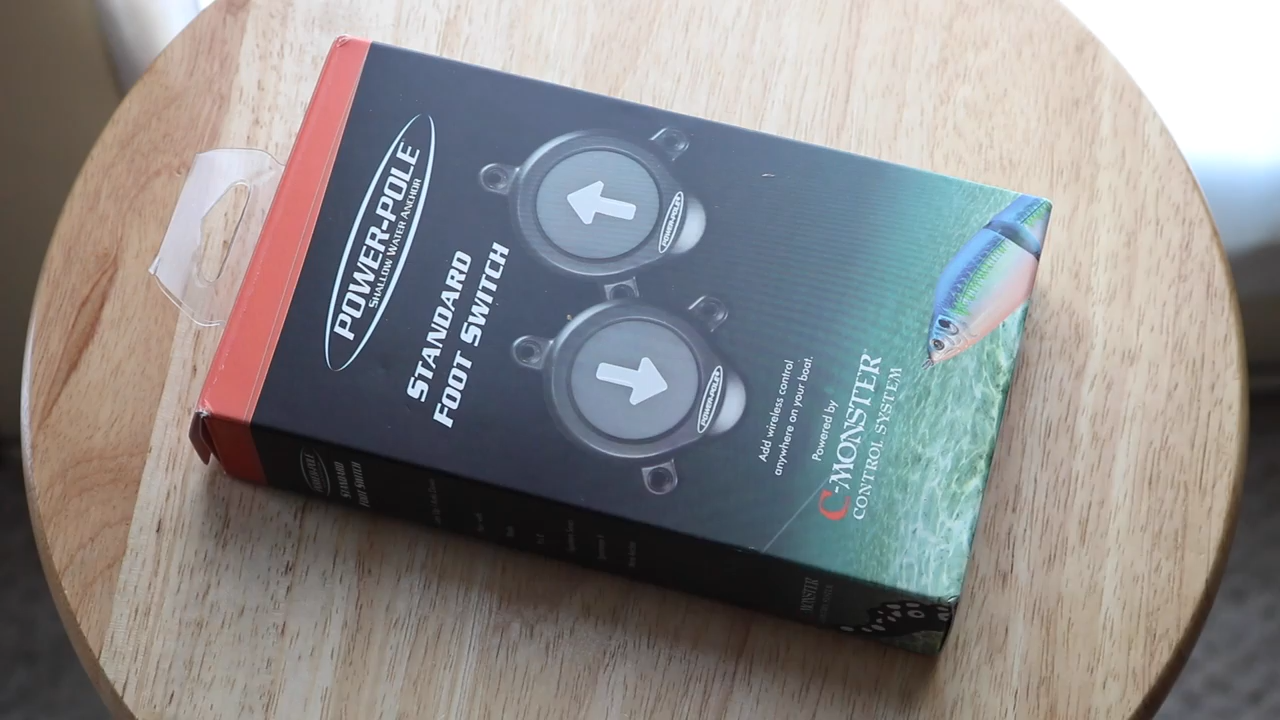 POWER-POLE
SHALLOW WATER ANCHOR
STANDARD
FOOT SWITCH
POWER-POLE
POWER-POLE
Add wireless control
anywhere on your boat.
Powered by
C-MONSTER
CONTROL SYSTEM
POWER-POLE
STANDARD
FOOT SWITCH
MONSTER